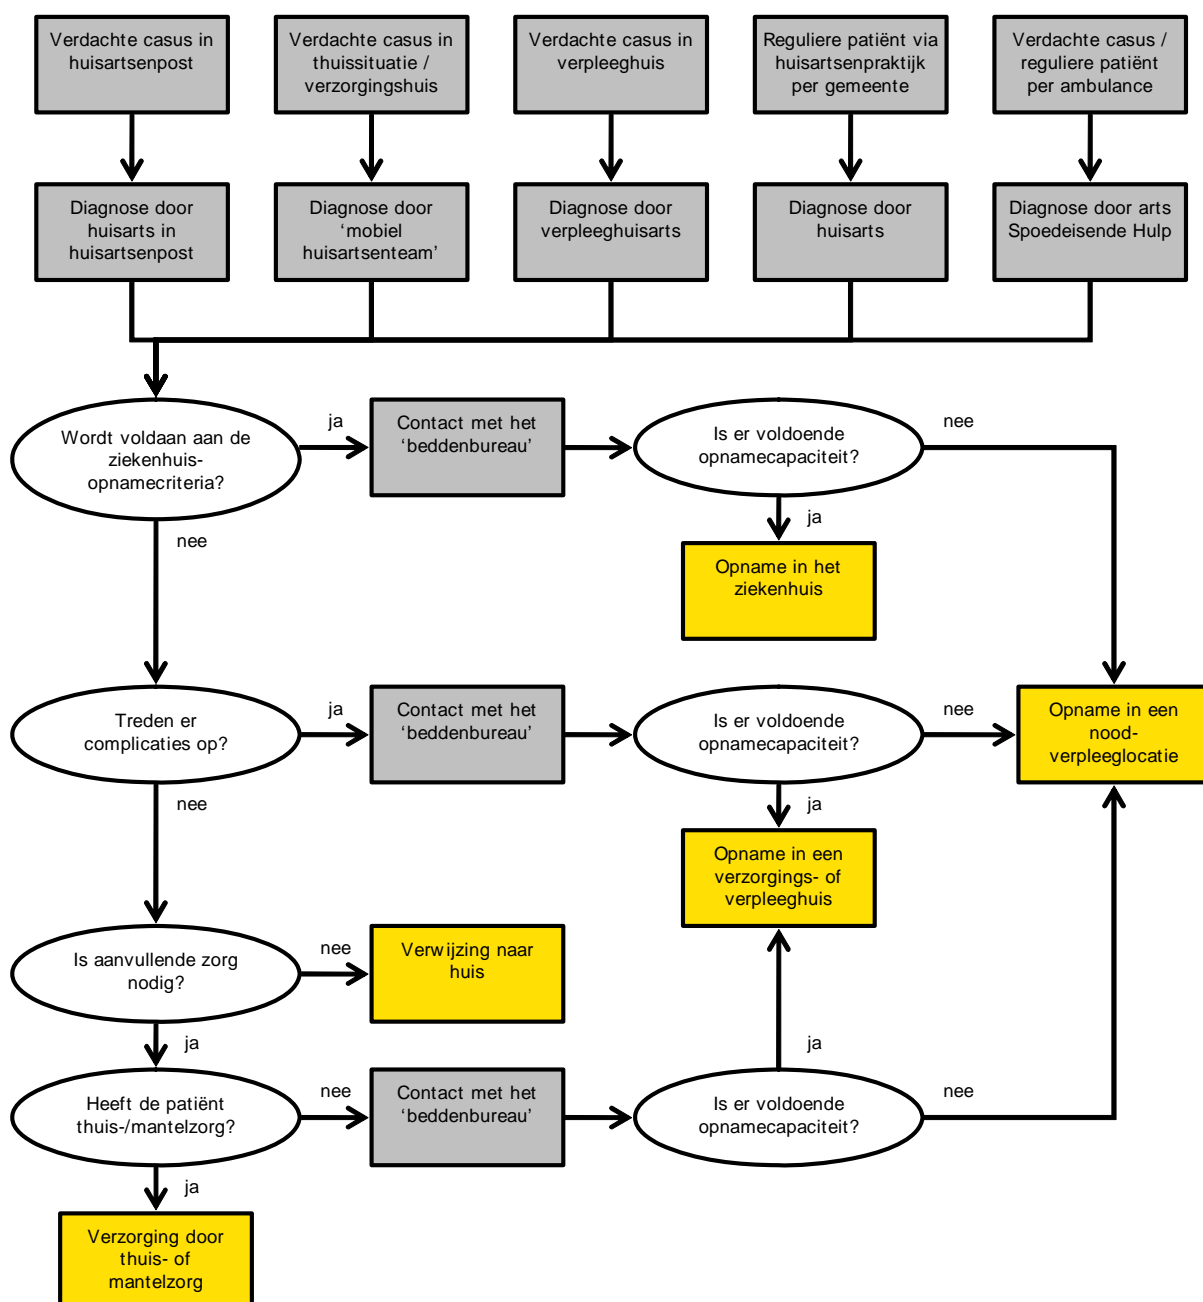 Verdachte casus in
huisartsenpost
Verdachte casus in
thuissituatie /
verzorgingshuis
Verdachte casus in
verpleeghuis
Reguliere patiënt via
huisartsenpraktijk
per gemeente
Verdachte casus /
reguliere patiënt
per ambulance
Diagnose door
huisarts in
huisartsenpost
Diagnose door
‘mobiel
huisartsenteam’
Diagnose door
verpleeghuisarts
Diagnose door
huisarts
Diagnose door arts
Spoedeisende Hulp
Wordt voldaan aan de
ziekenhuis-
opnamecriteria?
ja
Contact met het
‘beddenbureau’
Is er voldoende
opnamecapaciteit?
nee
nee
ja
Opname in het
ziekenhuis
Treden er
complicaties op?
ja
Contact met het
‘beddenbureau’
Is er voldoende
opnamecapaciteit?
nee
Opname in een
nood-
verpleeglocatie
nee
ja
Opname in een
verzorgings- of
verpleeghuis
Is aanvullende zorg
nodig?
nee
Verwijzing naar
huis
ja
ja
Heeft de patiënt
thuis-/mantelzorg?
nee
Contact met het
‘beddenbureau’
Is er voldoende
opnamecapaciteit?
nee
ja
Verzorging door
thuis- of
mantelzorg